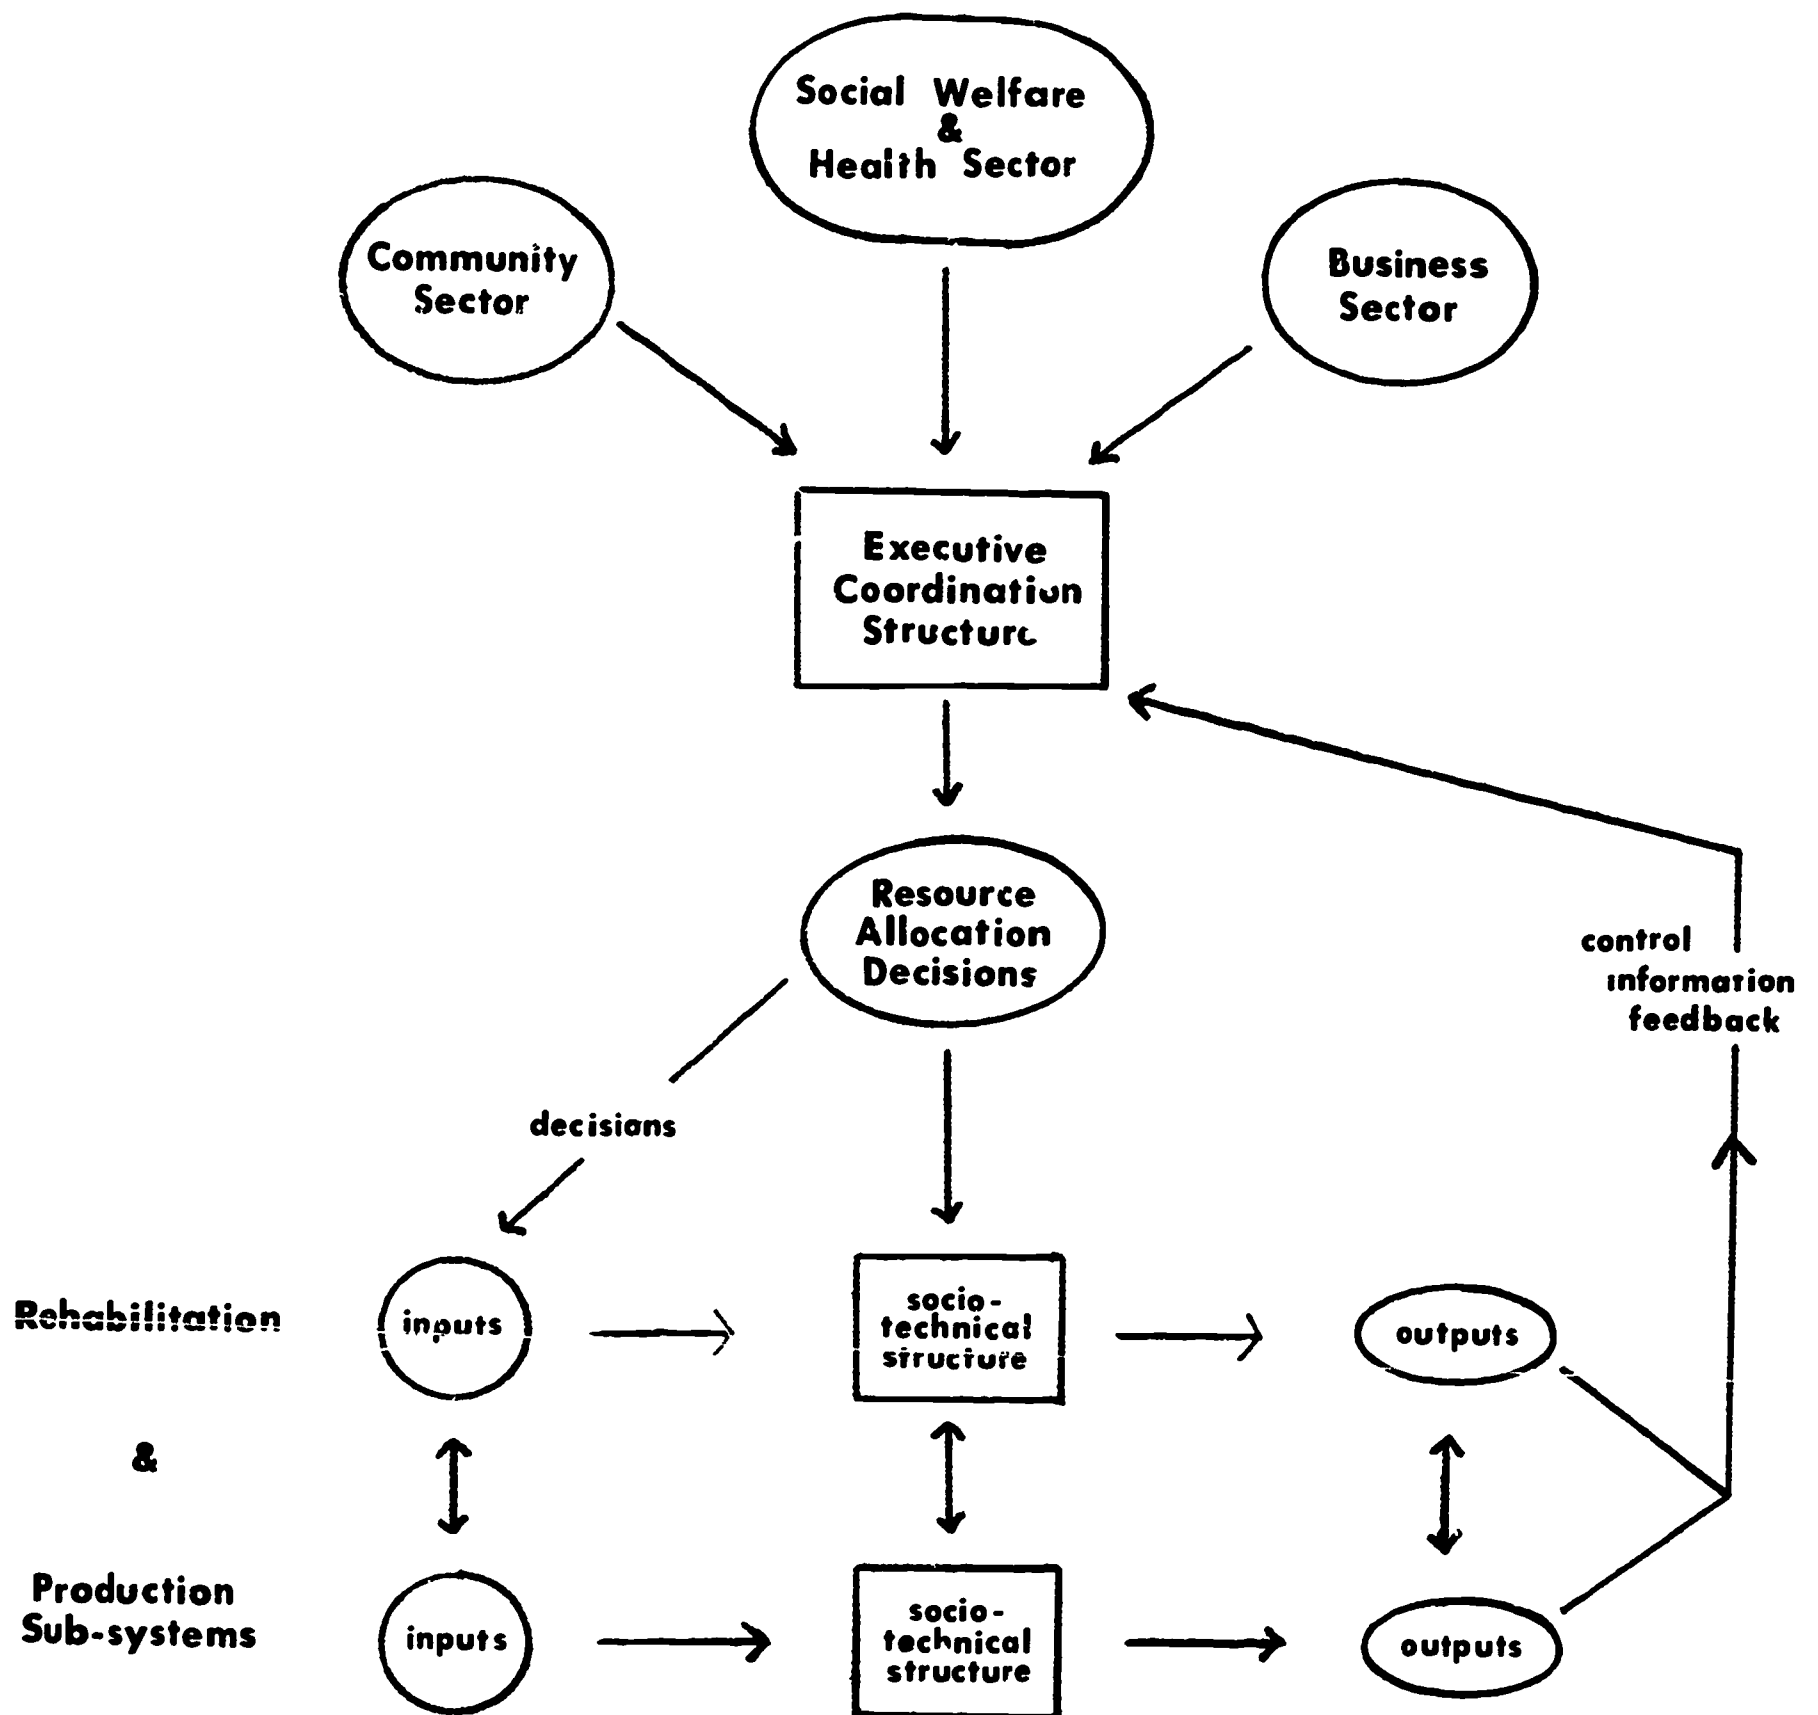 Social Welfare
&
Health Sector
Community
Sector
Business
Sector
Executive
Coordination
Structure
Resource
Allocation
Decisions
control
information
feedback
decisions
Rehabilitation
inputs
socio-
technical
structure
outputs
&
Production
Sub-systems
inputs
socio-
technical
structure
outputs